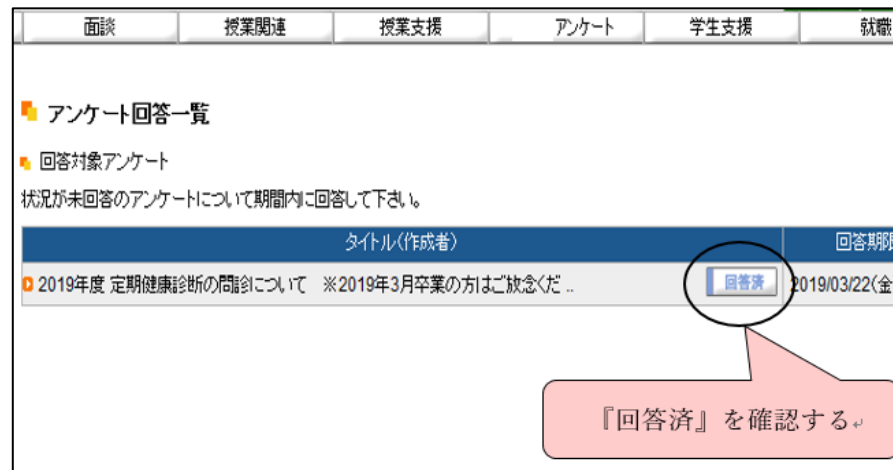 面談 授業関連 授業支援 アンケート 学生支援 就職
アンケート回答一覧
回答対象アンケート
状況が未回答のアンケートについて期間内に回答して下さい。
タイトル(作成者) 回答期限
2019年度 定期健康診断の問診について ※2019年3月卒業の方はご放念くだ .. 回答済 2019/03/22(金
『回答済』を確認する↵